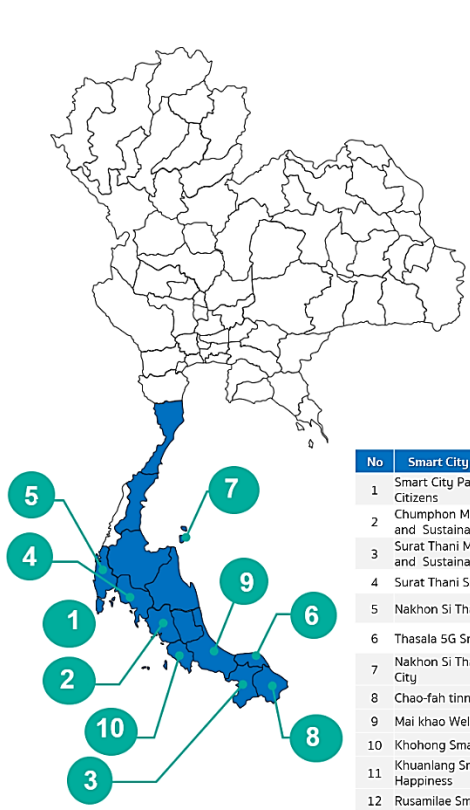 5
7
4
9
1
6
2
10
8
3
No Smart City
1 Smart City Pa
Citizens
2 Chumphon M
and Sustaina
3 Surat Thani M
and Sustaina
4 Surat Thani S
5 Nakhon Si Th
6 Thasala 5G Sr
7 Nakhon Si Tha
City
8 Chao-fah tinn
9 Mai khao Wel
10 Khohong Sma
11 Khuanlang Sr
Happiness
12 Rusamilae Sm